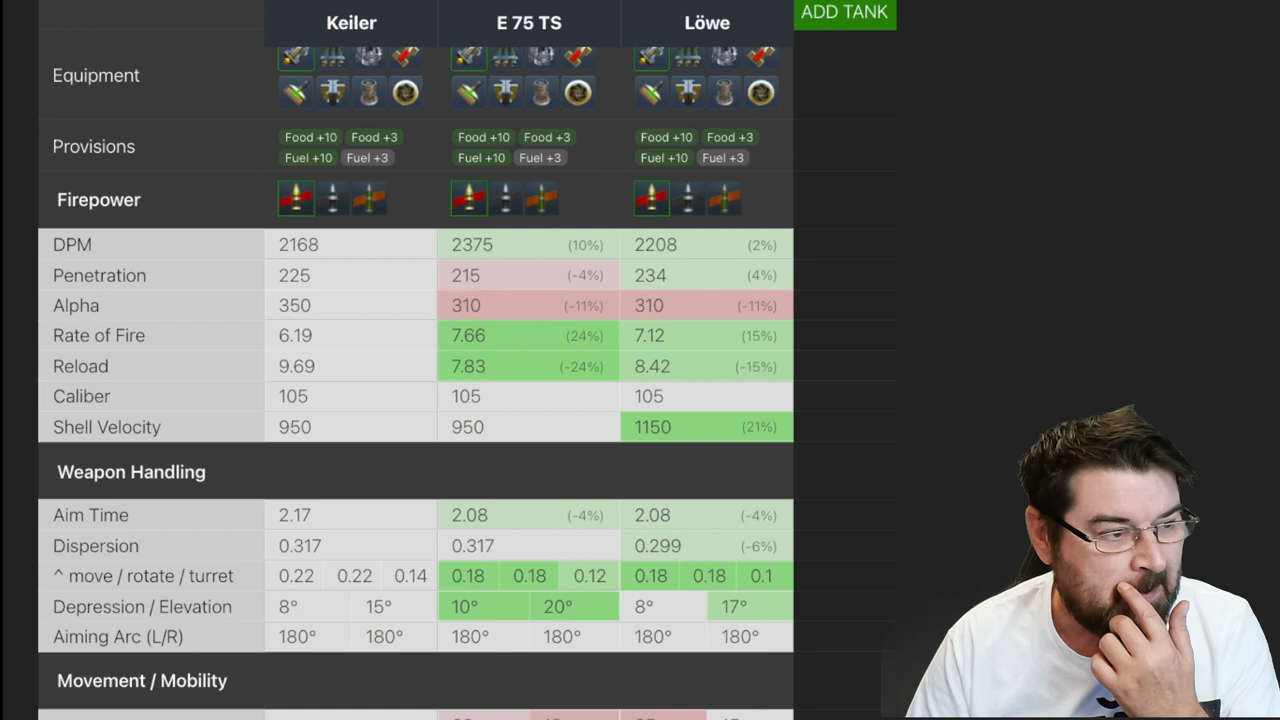 Keiler E 75 TS Löwe ADD TANK
Equipment
Provisions Food +10 Food +3 Food +10 Food +3 Food +10 Food +3
Fuel +10 Fuel +3 Fuel +10 Fuel +3 Fuel +10 Fuel +3
Firepower
DPM 2168 2375 (10%) 2208 (2%)
Penetration 225 215 (-4%) 234 (4%)
Alpha 350 310 (-11%) 310 (-11%)
Rate of Fire 6.19 7.66 (24%) 7.12 (15%)
Reload 9.69 7.83 (-24%) 8.42 (-15%)
Caliber 105 105 105
Shell Velocity 950 950 1150 (21%)
Weapon Handling
Aim Time 2.17 2.08 (-4%) 2.08 (-4%)
Dispersion 0.317 0.317 0.299 (-6%)
^ move / rotate / turret 0.22 0.22 0.14 0.18 0.18 0.12 0.18 0.18 0.1
Depression / Elevation 8° 15° 10° 20° 8° 17°
Aiming Arc (L/R) 180° 180° 180° 180° 180° 180°
Movement / Mobility